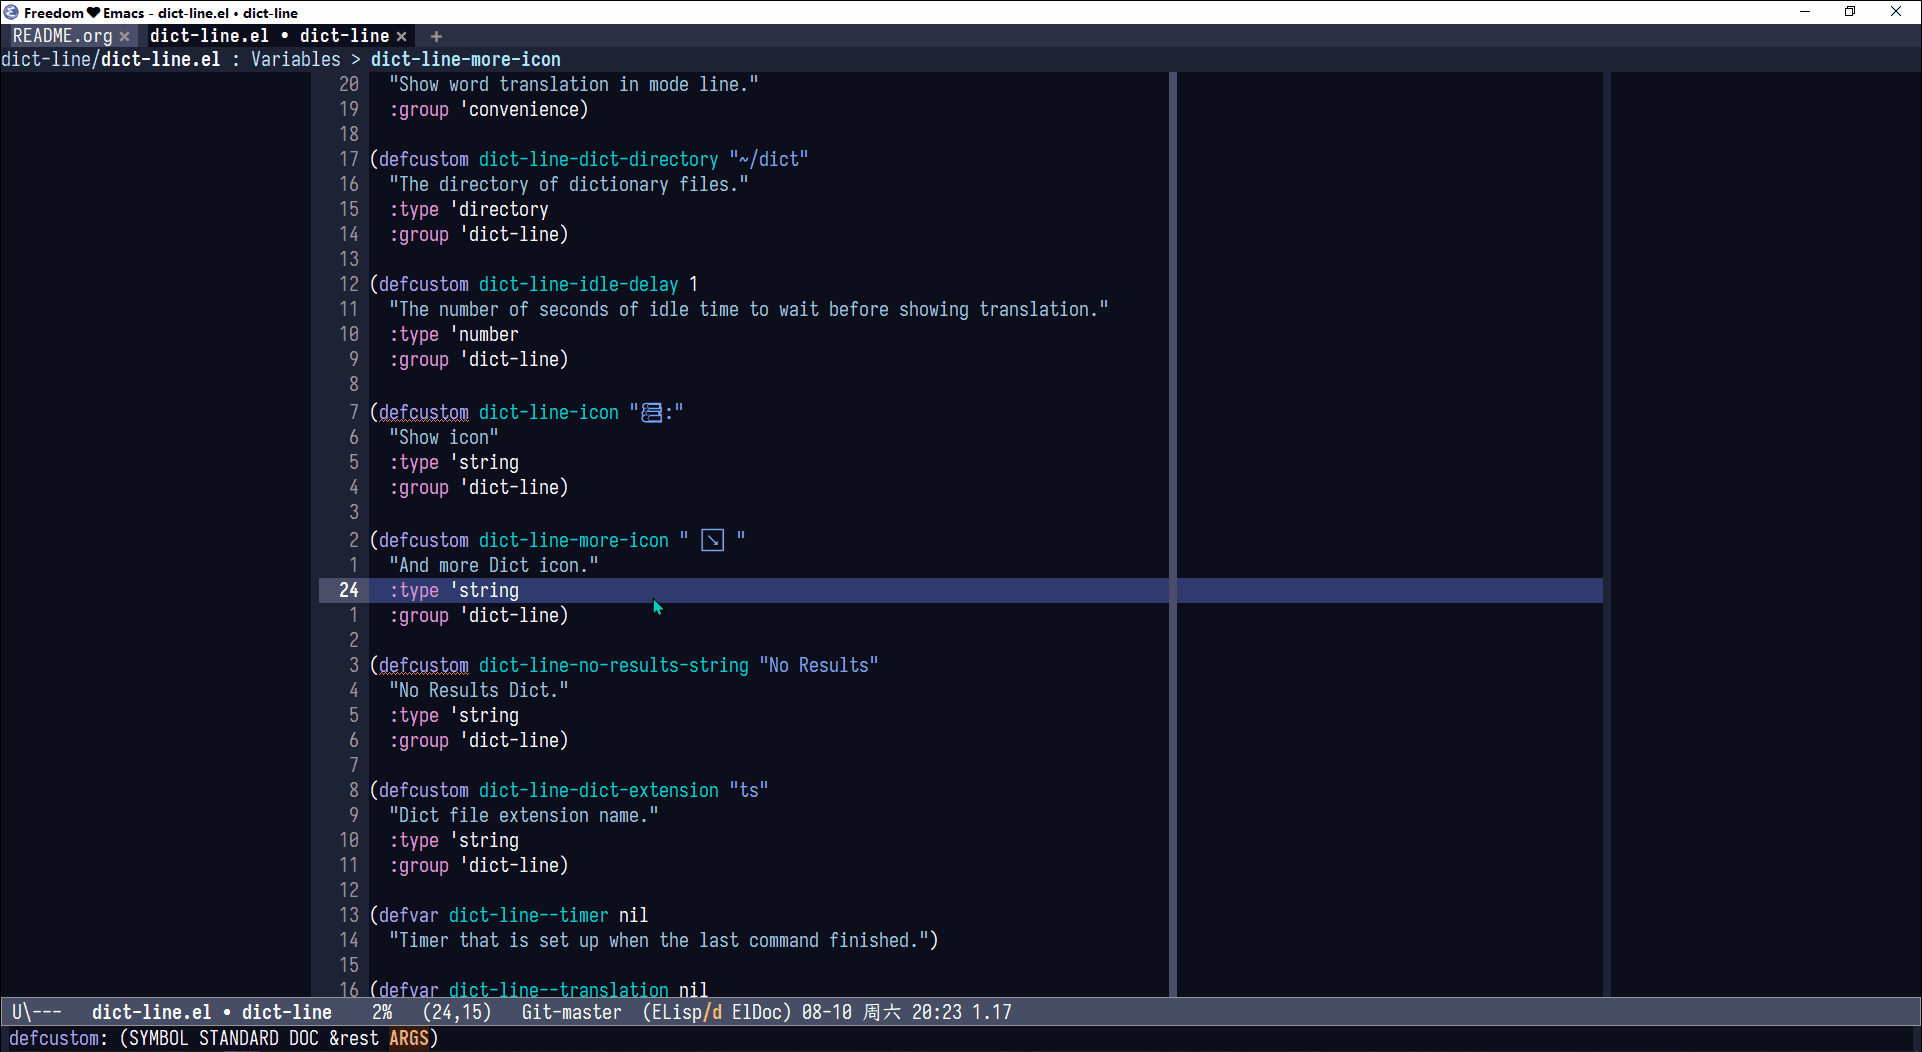 Freedom♥Emacs - dict-line.el • dict-line
README.org × dict-line.el • dict-line × +
dict-line/dict-line.el : Variables > dict-line-more-icon
20 "Show word translation in mode line."
19 :group 'convenience)
18
17 (defcustom dict-line-dict-directory "~/dict"
16 "The directory of dictionary files."
15 :type 'directory
14 :group 'dict-line)
13
12 (defcustom dict-line-idle-delay 1
11 "The number of seconds of idle time to wait before showing translation."
10 :type 'number
9 :group 'dict-line)
8
7 (defcustom dict-line-icon "📚:"
6 "Show icon"
5 :type 'string
4 :group 'dict-line)
3
2 (defcustom dict-line-more-icon " ↘ "
1 "And more Dict icon."
24 :type 'string
1 :group 'dict-line)
2
3 (defcustom dict-line-no-results-string "No Results"
4 "No Results Dict."
5 :type 'string
6 :group 'dict-line)
7
8 (defcustom dict-line-dict-extension "ts"
9 "Dict file extension name."
10 :type 'string
11 :group 'dict-line)
12
13 (defvar dict-line--timer nil
14 "Timer that is set up when the last command finished.")
15
16 (defvar dict-line--translation nil
U\--- dict-line.el • dict-line 2% (24,15) Git-master (ELisp/d ElDoc) 08-10 周六 20:23 1.17
defcustom: (SYMBOL STANDARD DOC &rest ARGS)